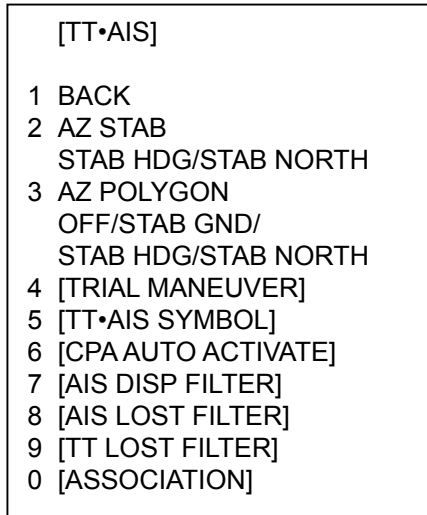 [TT•AIS]
1 BACK
2 AZ STAB
STAB HDG/STAB NORTH
3 AZ POLYGON
OFF/STAB GND/
STAB HDG/STAB NORTH
4 [TRIAL MANEUVER]
5 [TT•AIS SYMBOL]
6 [CPA AUTO ACTIVATE]
7 [AIS DISP FILTER]
8 [AIS LOST FILTER]
9 [TT LOST FILTER]
0 [ASSOCIATION]